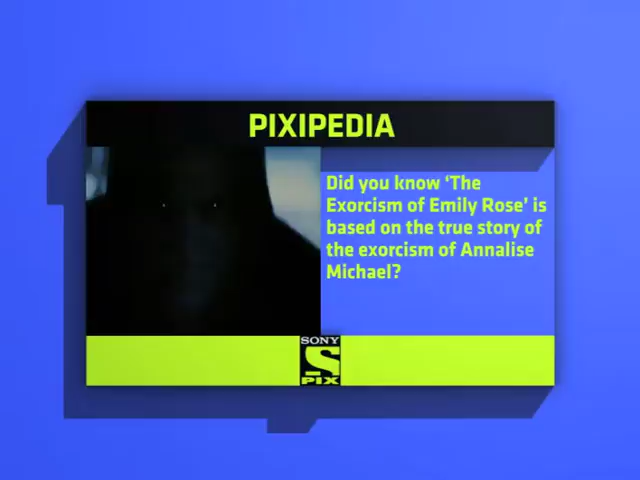 PIXIPEDIA
Did you know ‘The
Exorcism of Emily Rose’ is
based on the true story of
the exorcism of Annalise
Michael?
SONY
S
PIX